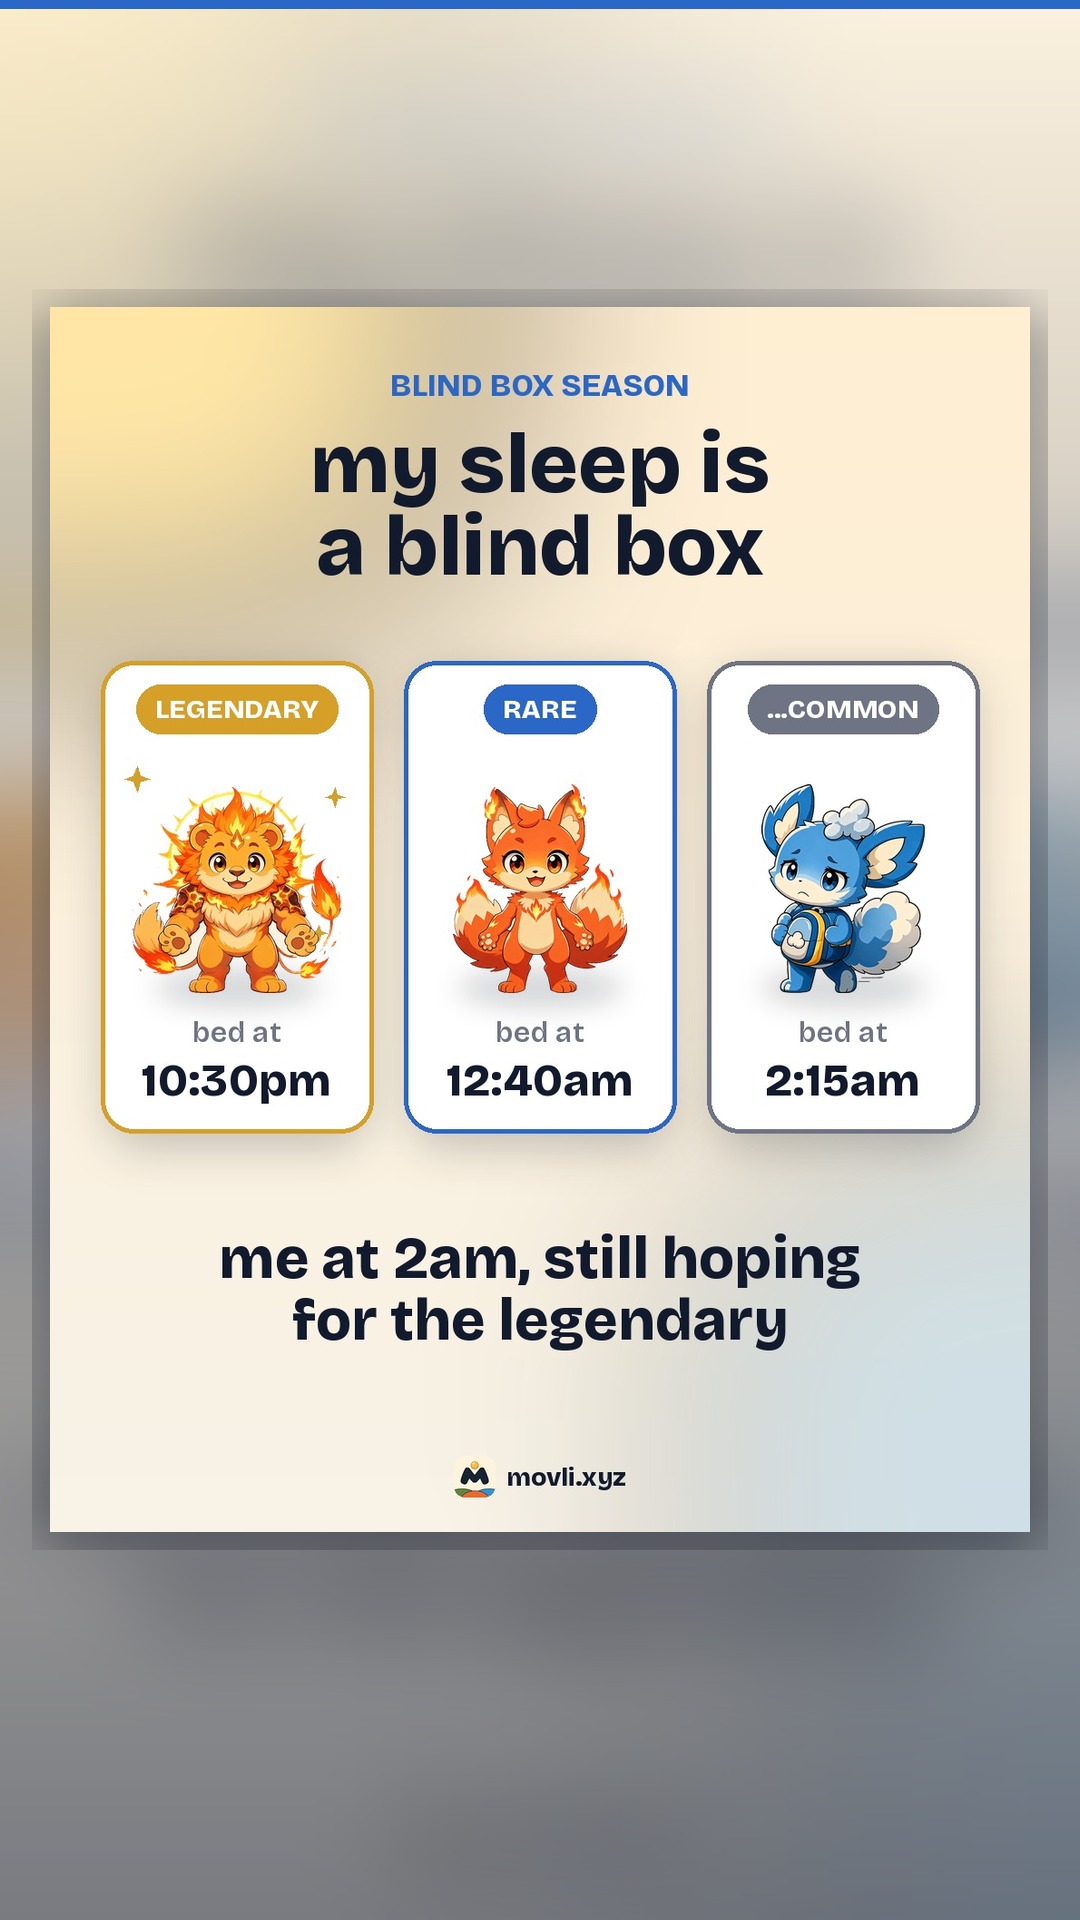 BLIND BOX SEASON
my sleep is
a blind box
LEGENDARY
bed at
10:30pm
RARE
bed at
12:40am
...COMMON
bed at
2:15am
me at 2am, still hoping
for the legendary
movli.xyz